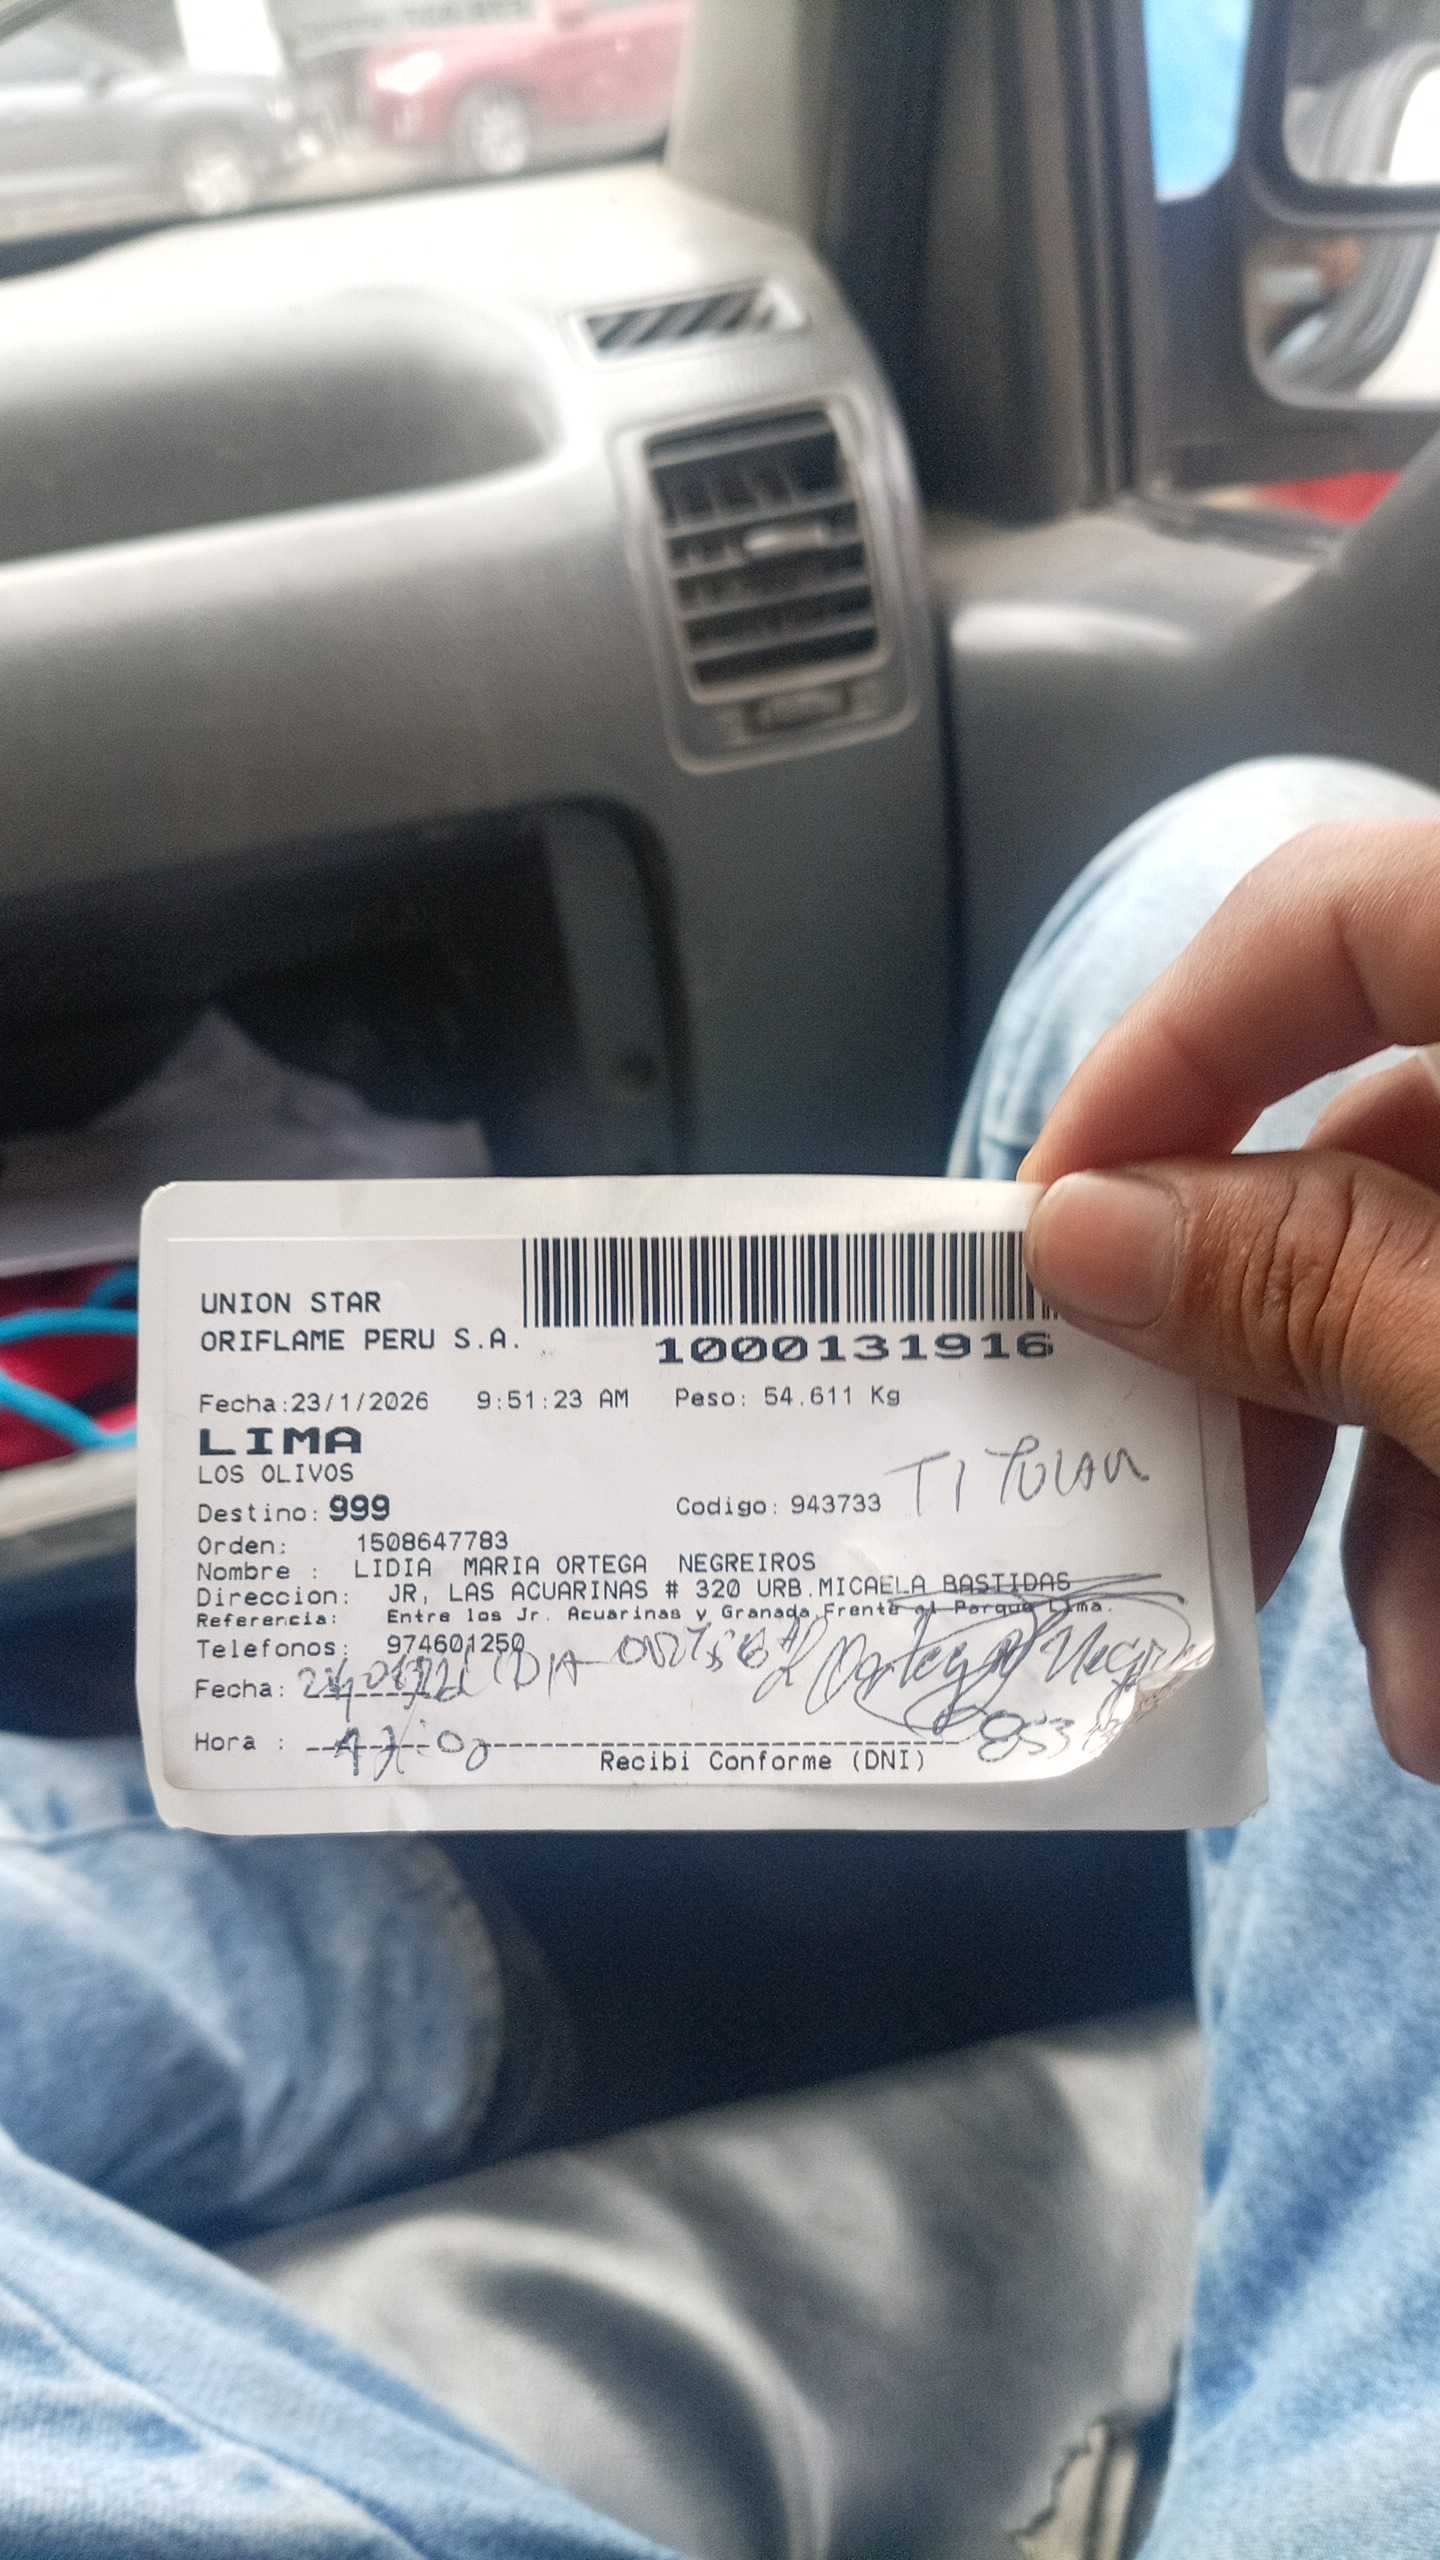 UNION STAR
ORIFLAME PERU S.A.
1000131916
Fecha:23/1/2026 9:51:23 AM Peso: 54.611 Kg
LIMA
LOS OLIVOS
TITULAR
Destino: 999 Codigo: 943733
Orden: 1508647783
Nombre : LIDIA MARIA ORTEGA NEGREIROS
Direccion: JR, LAS ACUARINAS # 320 URB.MICAELA BASTIDAS
Referencia: Entre los Jr. Acuarinas y Granada,Frente al Parque Lima.
Telefonos: 974601250
Fecha:
Hora :
Recibi Conforme (DNI)